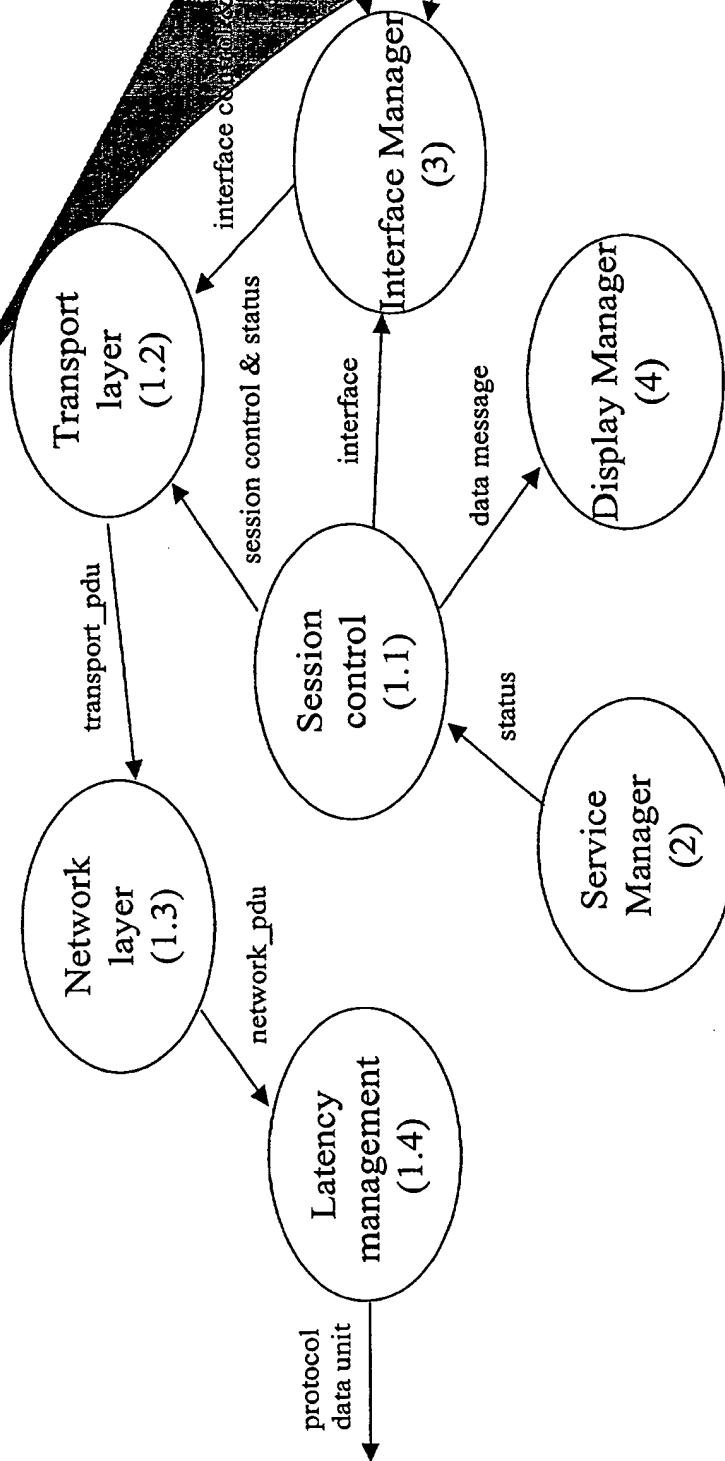 protocol
data unit
Latency
management
(1.4)
network_pdu
Network
layer
(1.3)
transport_pdu
Transport
layer
(1.2)
session control & status
interface
Session
control
(1.1)
interface
Interface Manager
(3)
data message
Display Manager
(4)
status
Service
Manager
(2)